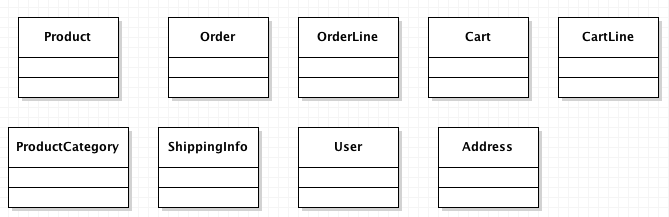 Product
Order
OrderLine
Cart
CartLine
ProductCategory
ShippingInfo
User
Address